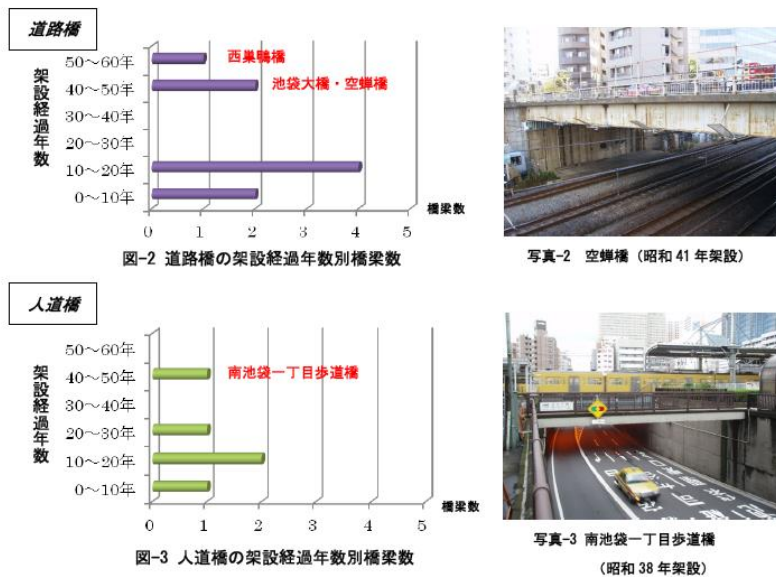 道路橋
架設経過年数
50～60年
40～50年
30～40年
20～30年
10～20年
0～10年
西巣鴨橋
池袋大橋・空蝉橋
0 1 2 3 4 5
橋梁数
図-2 道路橋の架設経過年数別橋梁数
写真-2 空蝉橋（昭和41年架設）
人道橋
架設経過年数
50～60年
40～50年
30～40年
20～30年
10～20年
0～10年
南池袋一丁目歩道橋
0 1 2 3 4 5
橋梁数
図-3 人道橋の架設経過年数別橋梁数
写真-3 南池袋一丁目歩道橋
（昭和38年架設）